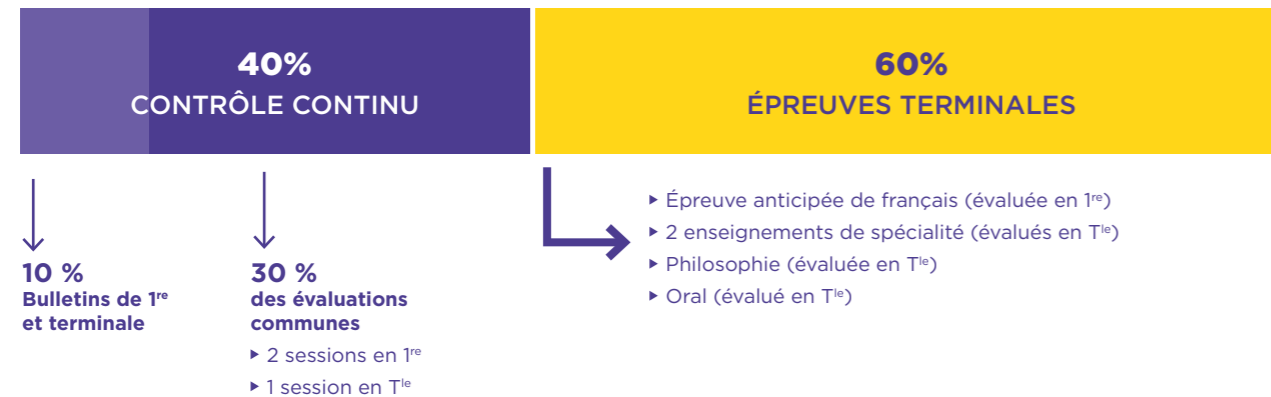 40%
CONTRÔLE CONTINU
60%
ÉPREUVES TERMINALES
10 %
Bulletins de 1re
et terminale
30 %
des évaluations
communes
▸ 2 sessions en 1re
▸ 1 session en Tle
▸ Épreuve anticipée de français (évaluée en 1re)
▸ 2 enseignements de spécialité (évalués en Tle)
▸ Philosophie (évaluée en Tle)
▸ Oral (évalué en Tle)